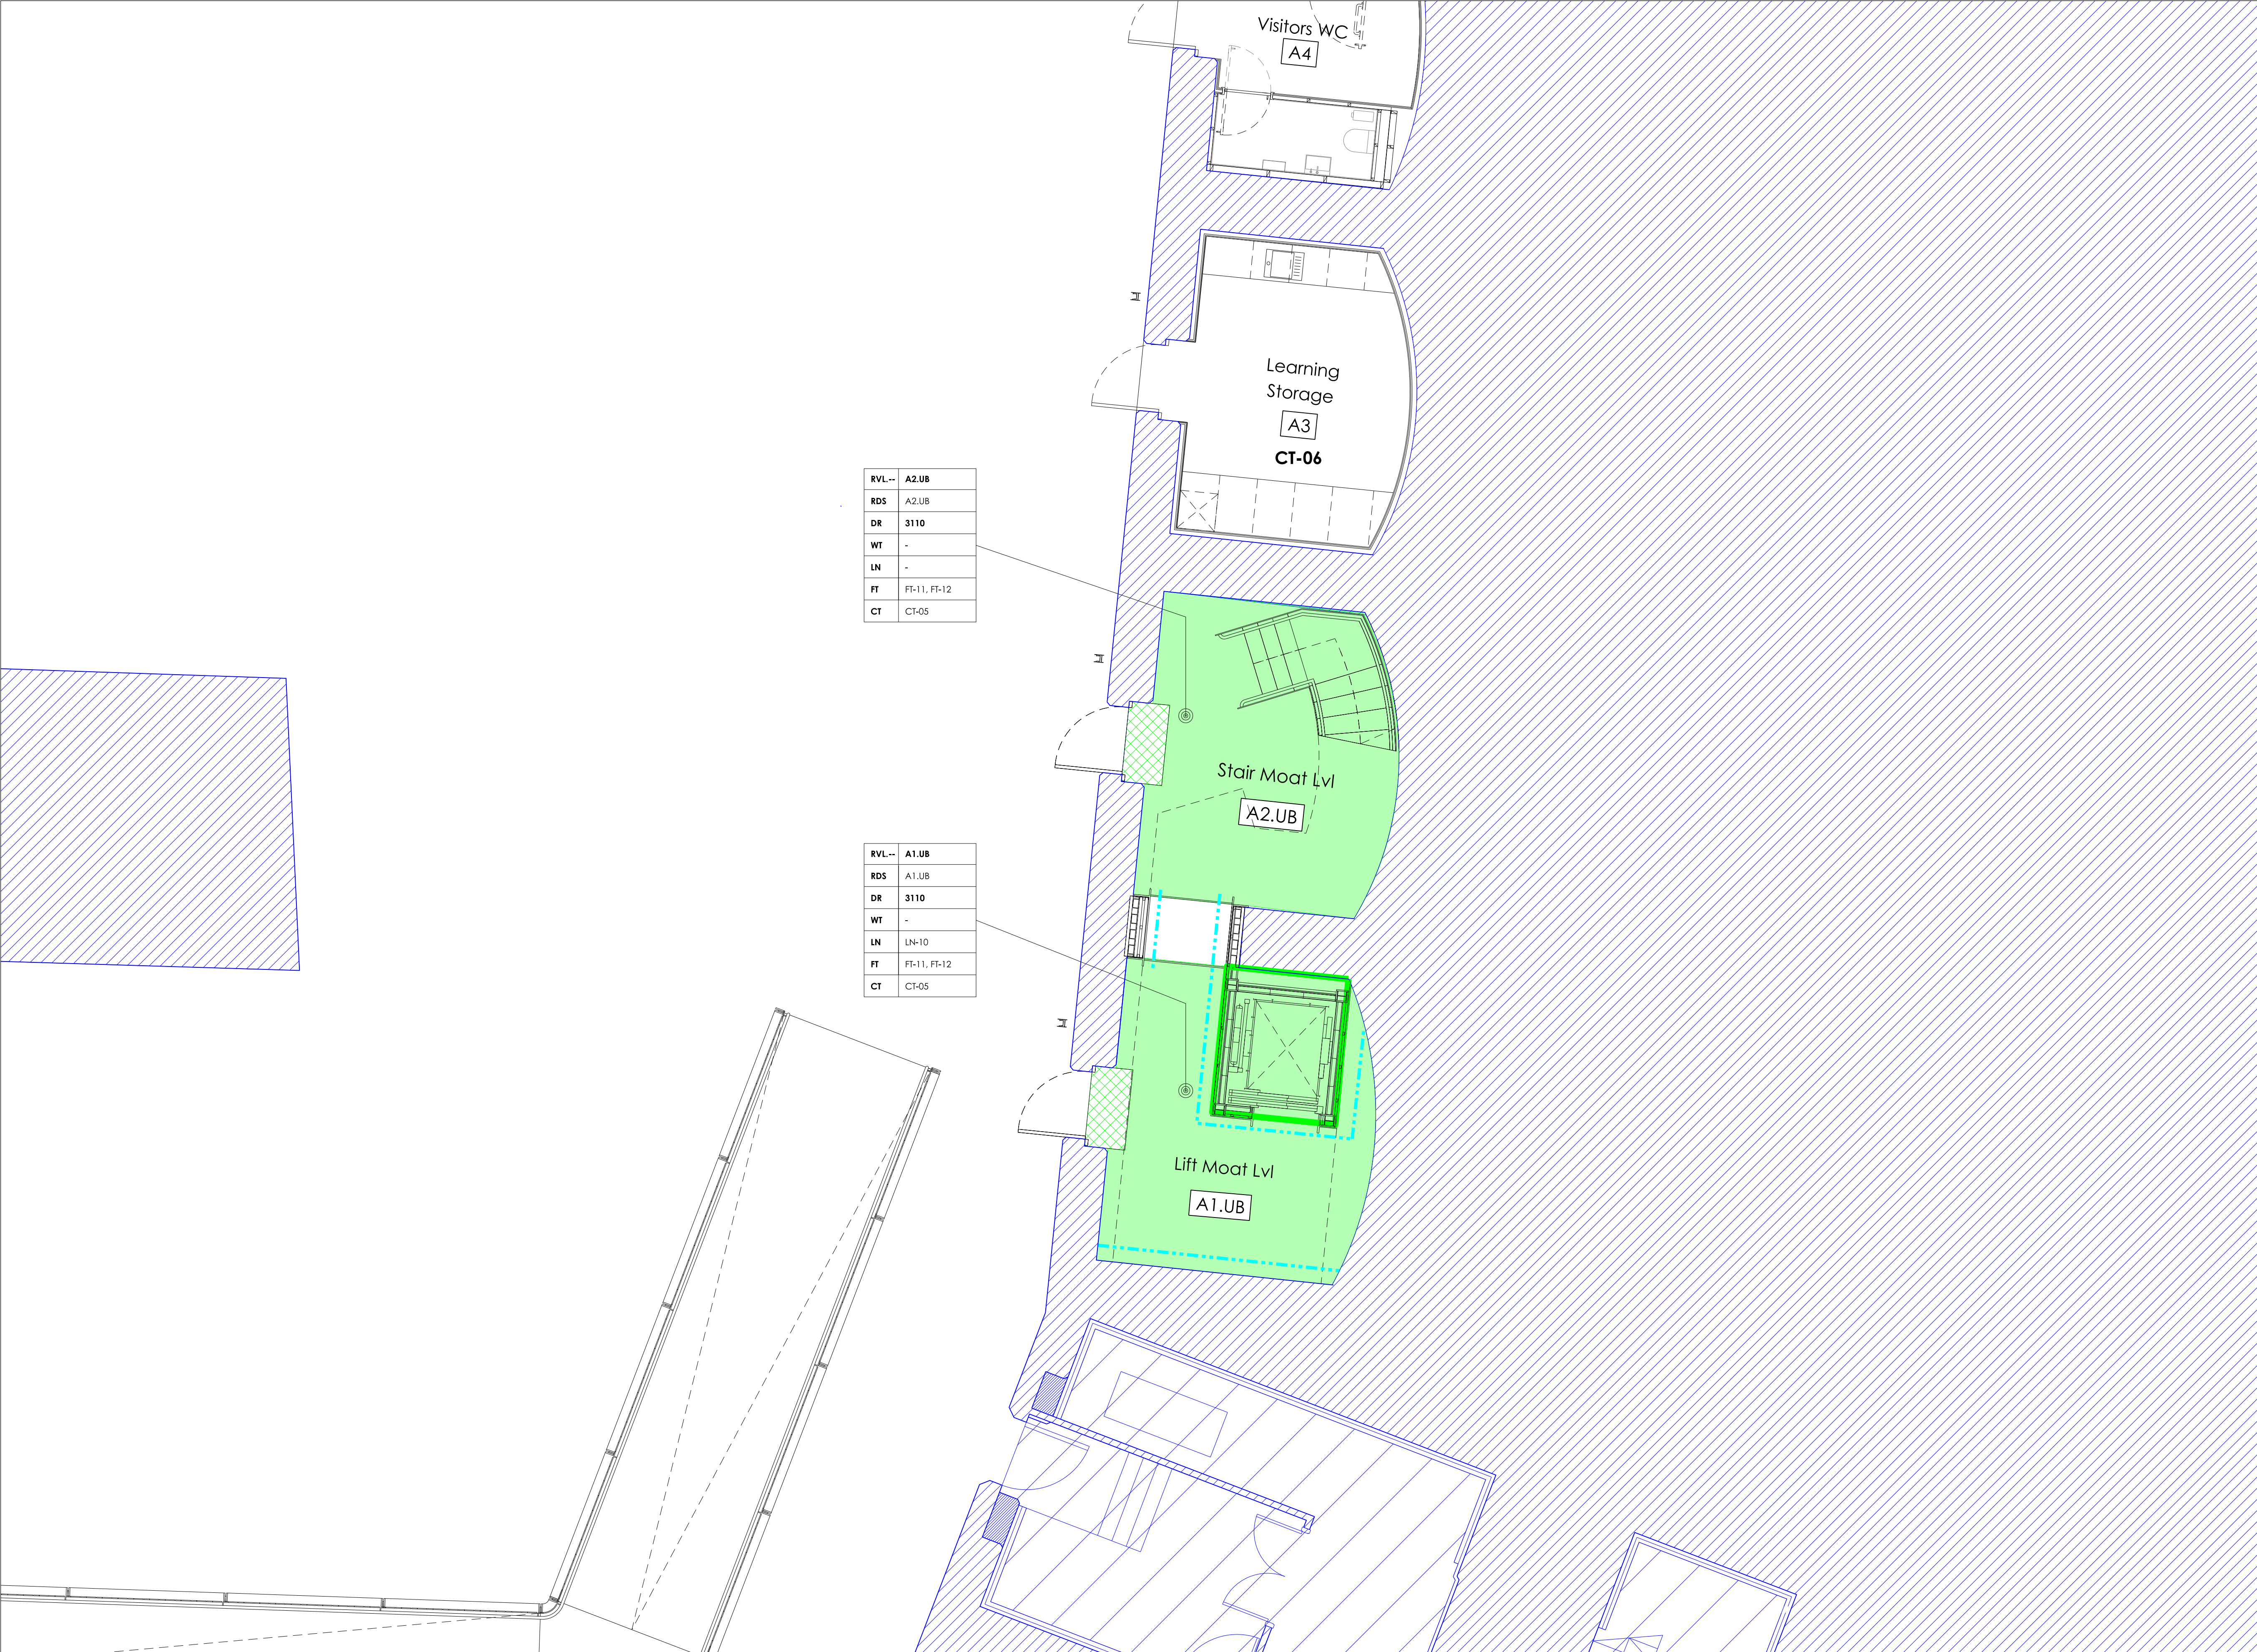 Visitors WC
A4
Learning
Storage
A3
CT-06
RVL.-- A2.UB
RDS A2.UB
DR 3110
WT -
LN -
FT FT-11, FT-12
CT CT-05
Stair Moat Lvl
A2.UB
RVL.-- A1.UB
RDS A1.UB
DR 3110
WT -
LN LN-10
FT FT-11, FT-12
CT CT-05
Lift Moat Lvl
A1.UB